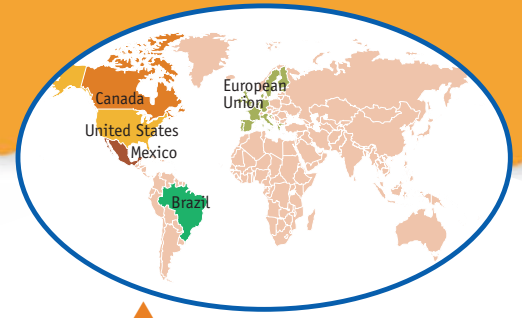 Canada
United States
Mexico
Brazil
European
Union